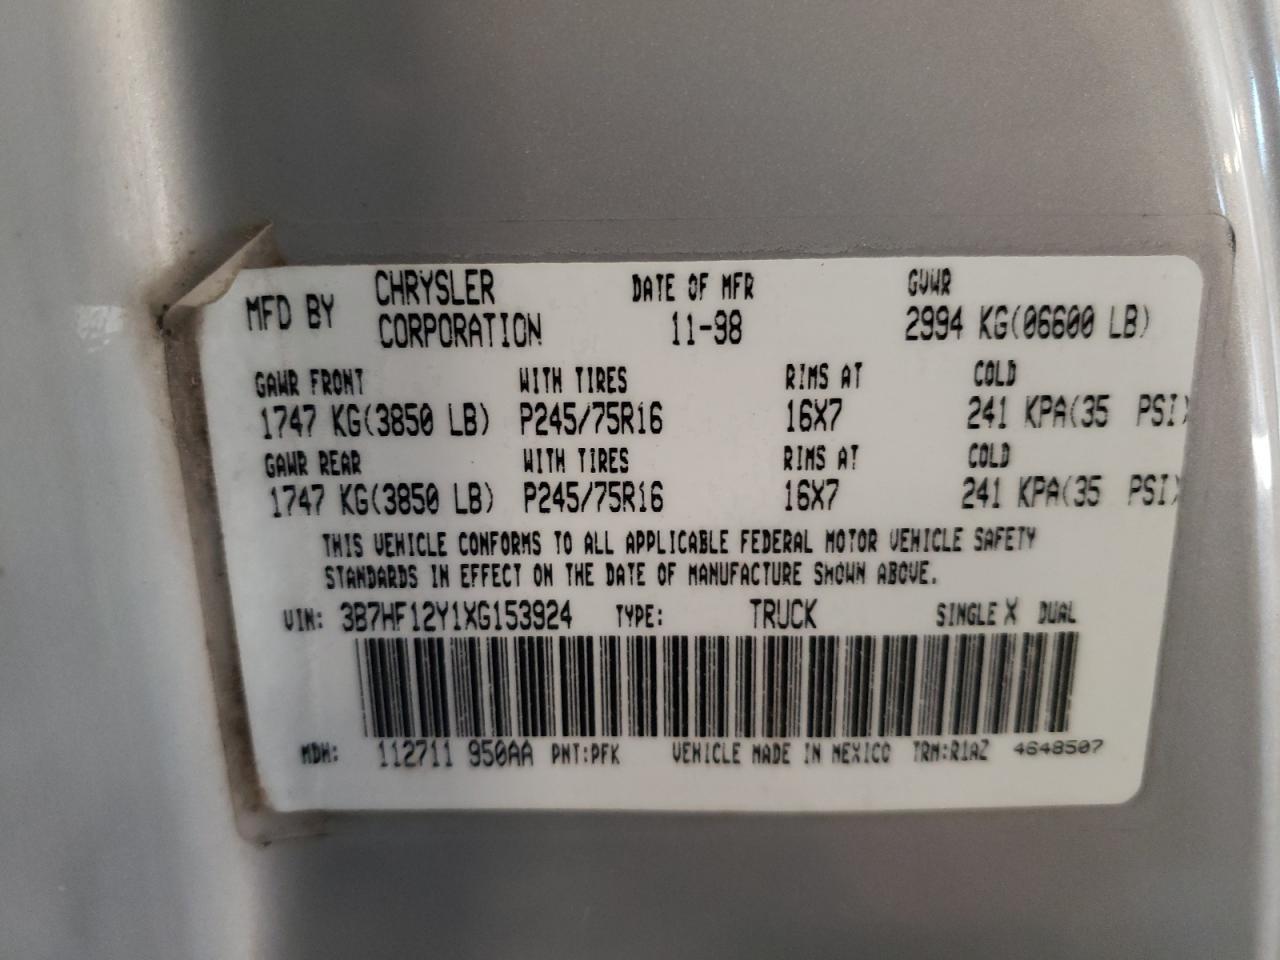 MFD BY CHRYSLER CORPORATION DATE OF MFR 11-98 GVWR 2994 KG(06600 LB)
GAWR FRONT WITH TIRES RIMS AT COLD
1747 KG(3850 LB) P245/75R16 16X7 241 KPA(35 PSI)
GAWR REAR WITH TIRES RIMS AT COLD
1747 KG(3850 LB) P245/75R16 16X7 241 KPA(35 PSI)
THIS VEHICLE CONFORMS TO ALL APPLICABLE FEDERAL MOTOR VEHICLE SAFETY
STANDARDS IN EFFECT ON THE DATE OF MANUFACTURE SHOWN ABOVE.
VIN: 3B7HF12Y1XG153924 TYPE: TRUCK SINGLE X DUAL
MDH: 112711 950AA PNT:PFK VEHICLE MADE IN MEXICO TRM:R1AZ 4648507